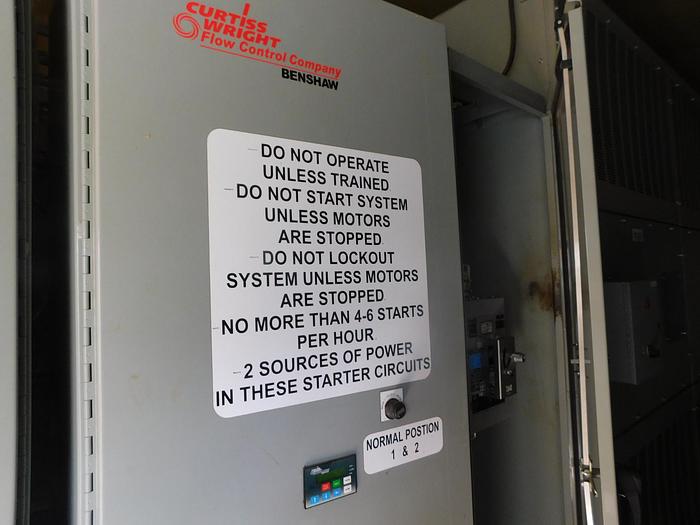 CURTISS
WRIGHT
Flow Control Company
BENSHAW
- DO NOT OPERATE
UNLESS TRAINED
- DO NOT START SYSTEM
UNLESS MOTORS
ARE STOPPED
- DO NOT LOCKOUT
SYSTEM UNLESS MOTORS
ARE STOPPED
- NO MORE THAN 4-6 STARTS
PER HOUR
- 2 SOURCES OF POWER
IN THESE STARTER CIRCUITS
NORMAL POSTION
1 & 2